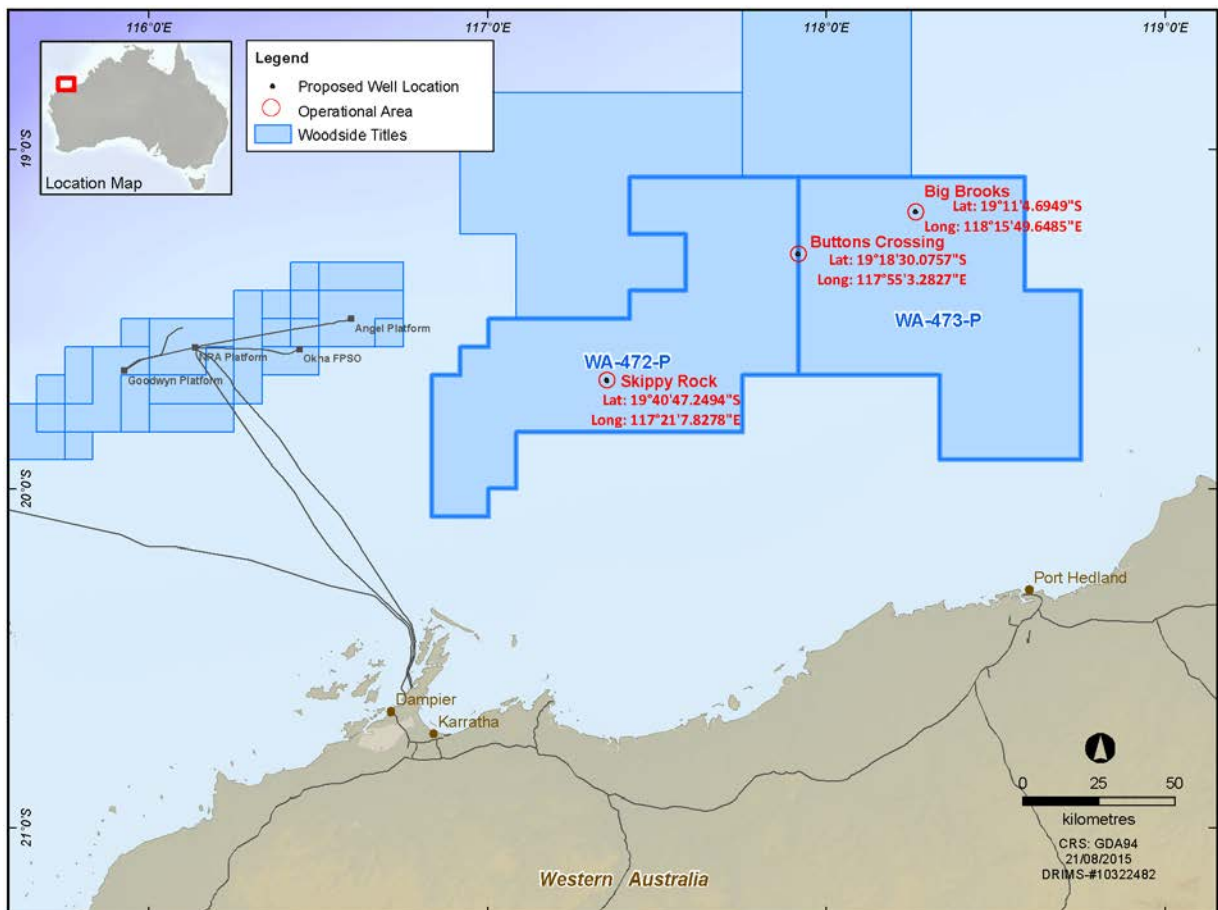 116°0'E
117°0'E
118°0'E
119°0'E
Location Map
Legend
Proposed Well Location
Operational Area
Woodside Titles
19°0'S
20°0'S
21°0'S
Big Brooks
Lat: 19°11'4.6949"S
Long: 118°15'49.6485"E
Buttons Crossing
Lat: 19°18'30.0757"S
Long: 117°55'3.2827"E
WA-473-P
WA-472-P
Skippy Rock
Lat: 19°40'47.2494"S
Long: 117°21'7.8278"E
Angel Platform
NRA Platform
Okha FPSO
Goodwyn Platform
Port Hedland
Dampier
Karratha
0 25 50
kilometres
CRS: GDA94
21/08/2015
DRIMS-#10322482
Western Australia